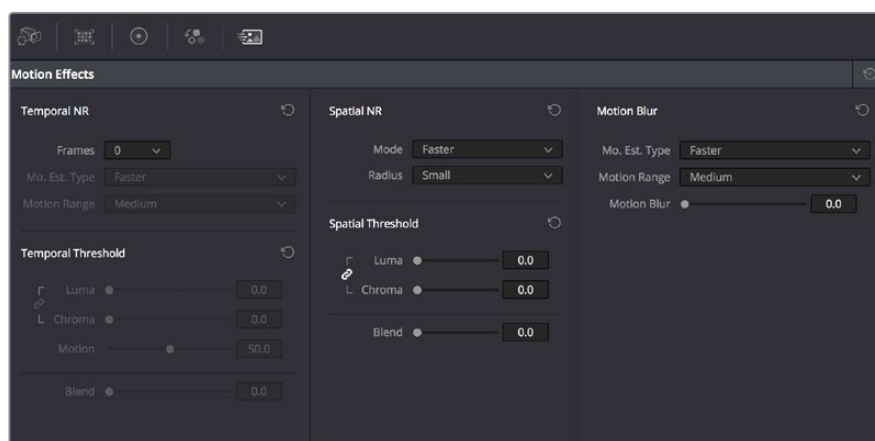 Motion Effects
Temporal NR
Frames 0
Mo. Est. Type Faster
Motion Range Medium
Temporal Threshold
Luma 0.0
Chroma 0.0
Motion 50.0
Blend 0.0
Spatial NR
Mode Faster
Radius Small
Spatial Threshold
Luma 0.0
Chroma 0.0
Blend 0.0
Motion Blur
Mo. Est. Type Faster
Motion Range Medium
Motion Blur 0.0